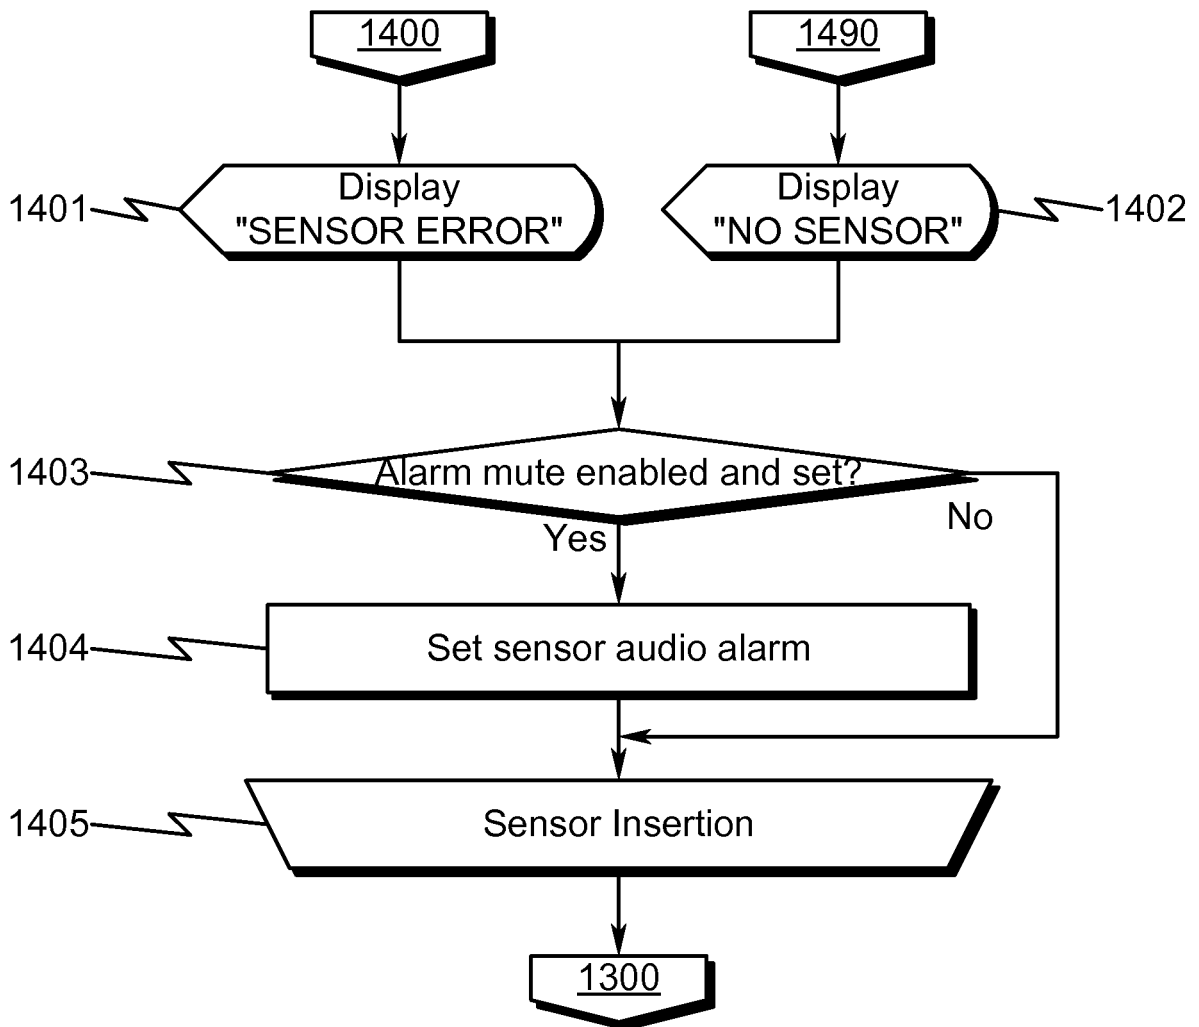 1400
1490
Display
"SENSOR ERROR"
1401
Display
"NO SENSOR"
1402
1403
Alarm mute enabled and set?
Yes
No
1404
Set sensor audio alarm
1405
Sensor Insertion
1300